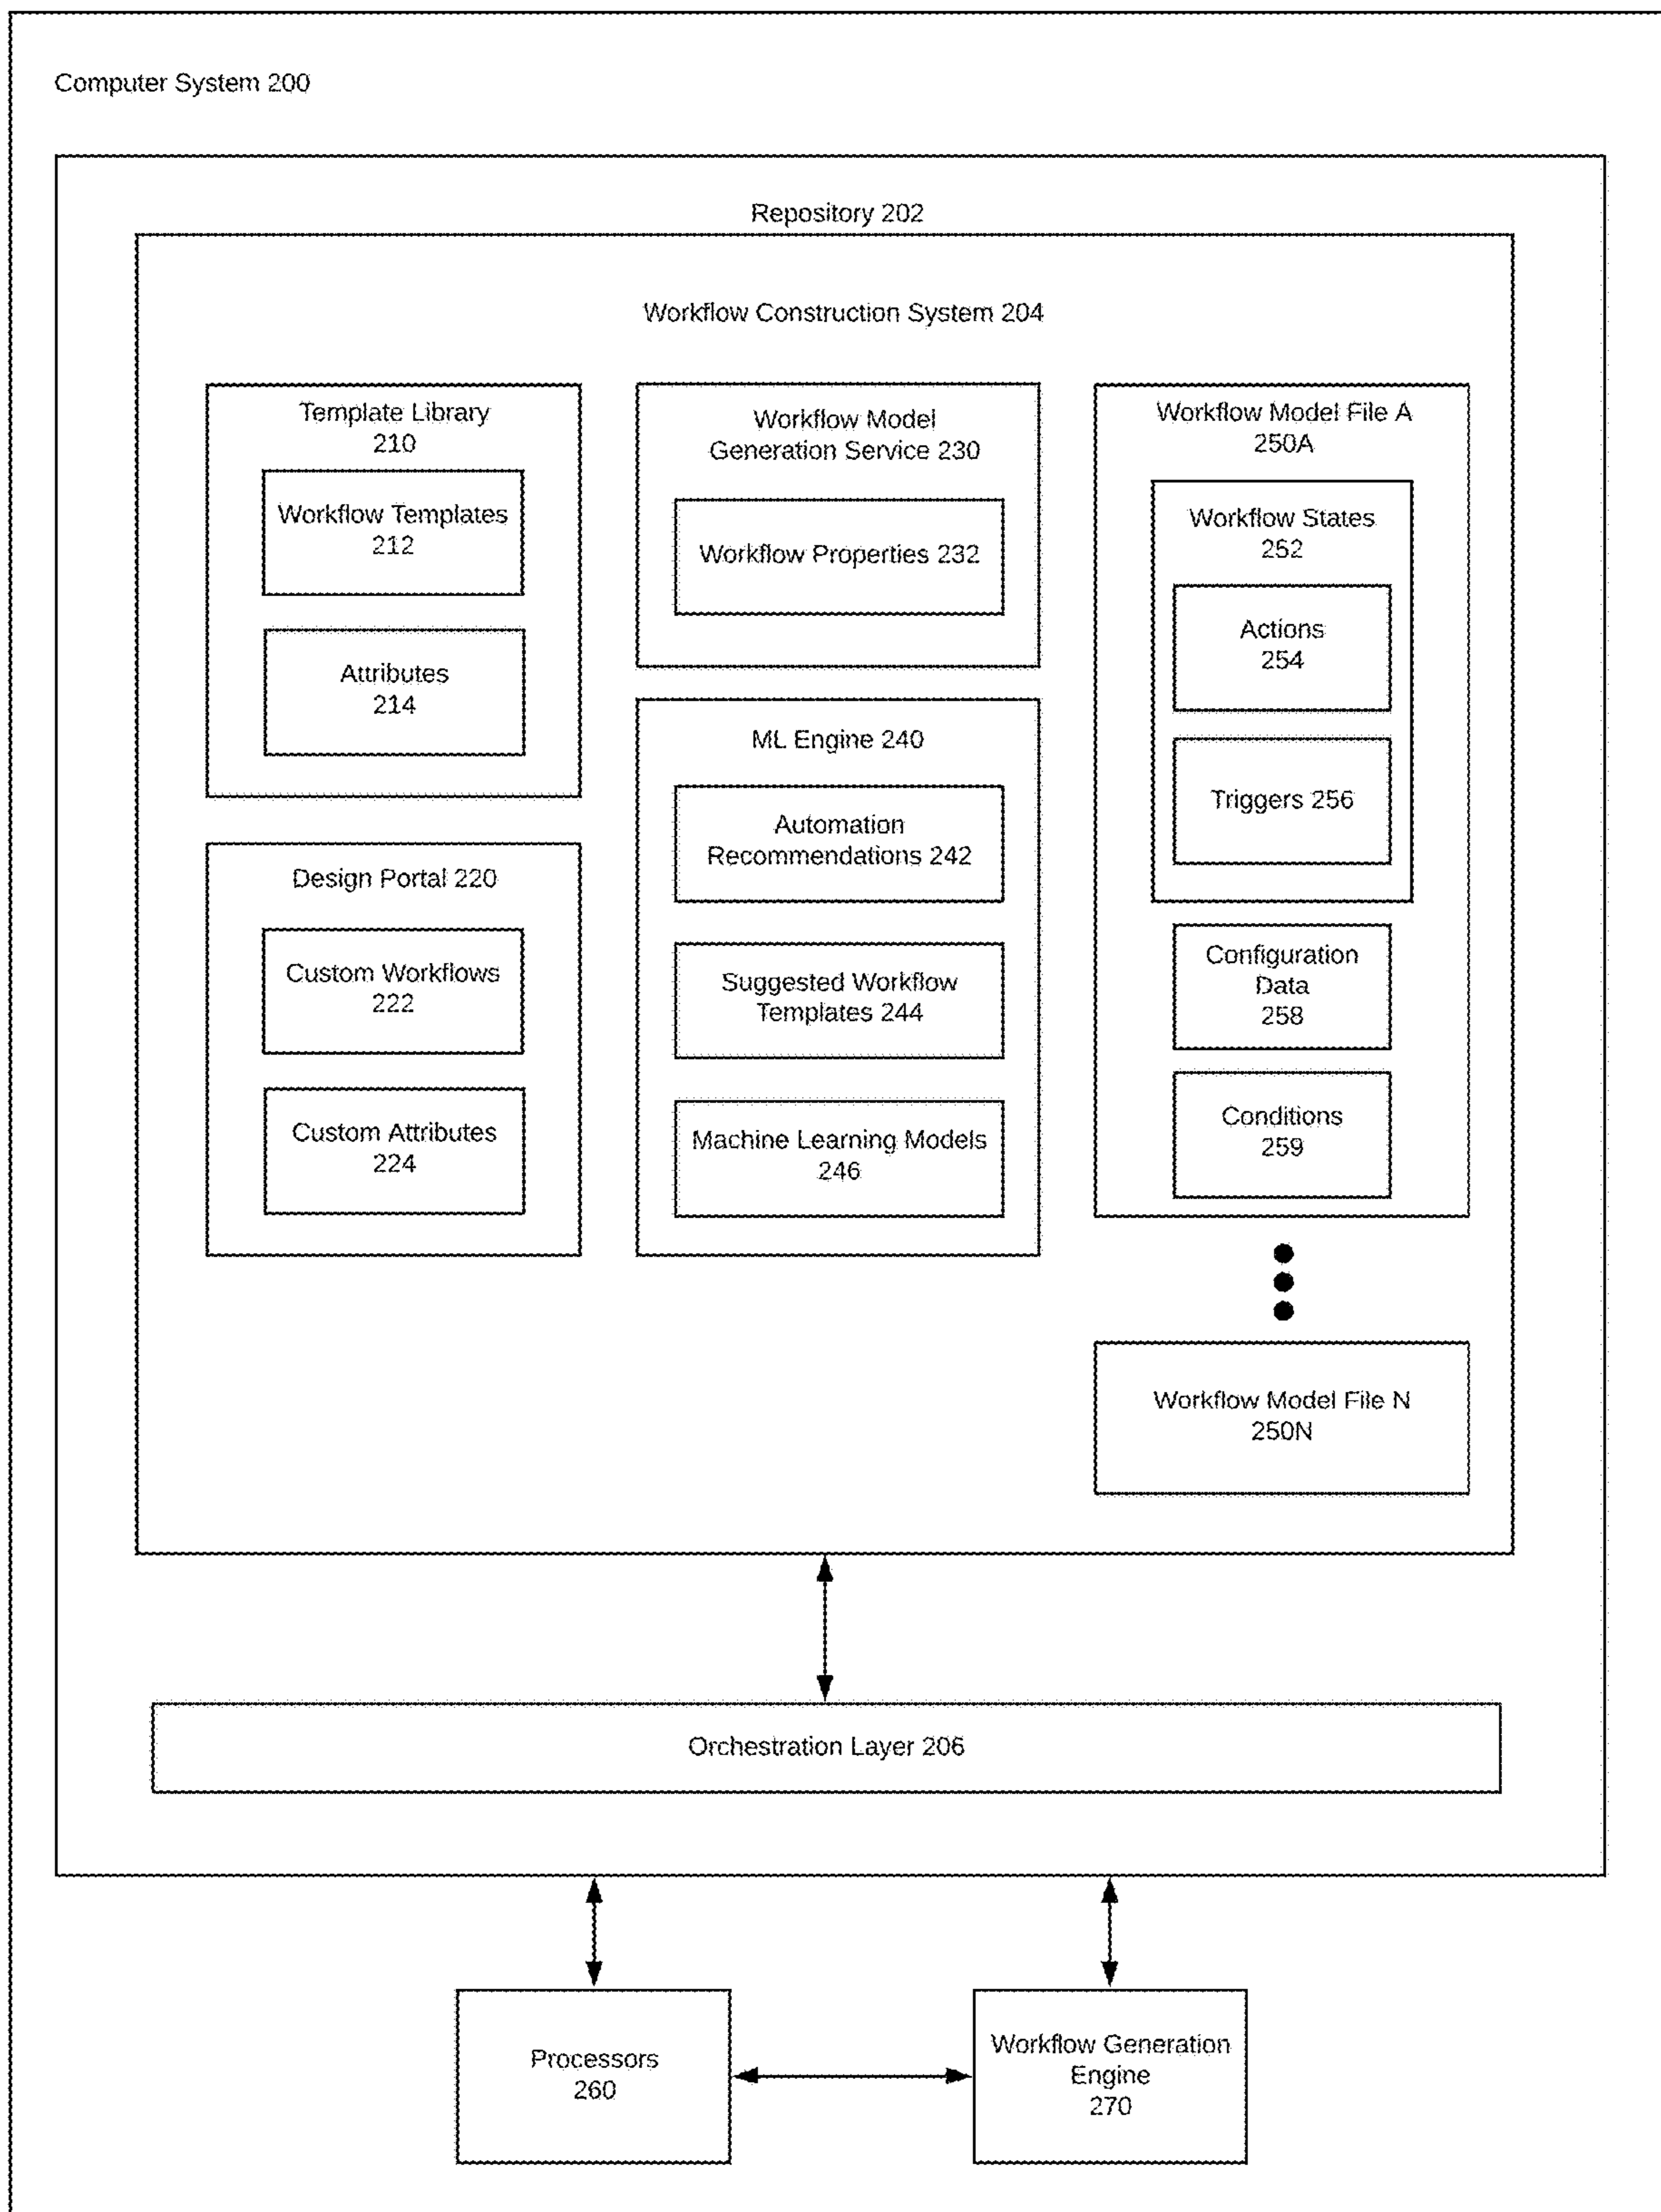 Computer System 200
Repository 202
Workflow Construction System 204
Template Library
210
Workflow Templates
212
Attributes
214
Design Portal 220
Custom Workflows
222
Custom Attributes
224
Workflow Model
Generation Service 230
Workflow Properties 232
ML Engine 240
Automation
Recommendations 242
Suggested Workflow
Templates 244
Machine Learning Models
246
Workflow Model File A
250A
Workflow States
252
Actions
254
Triggers 256
Configuration
Data
258
Conditions
259
Workflow Model File N
250N
Orchestration Layer 206
Processors
260
Workflow Generation
Engine
270